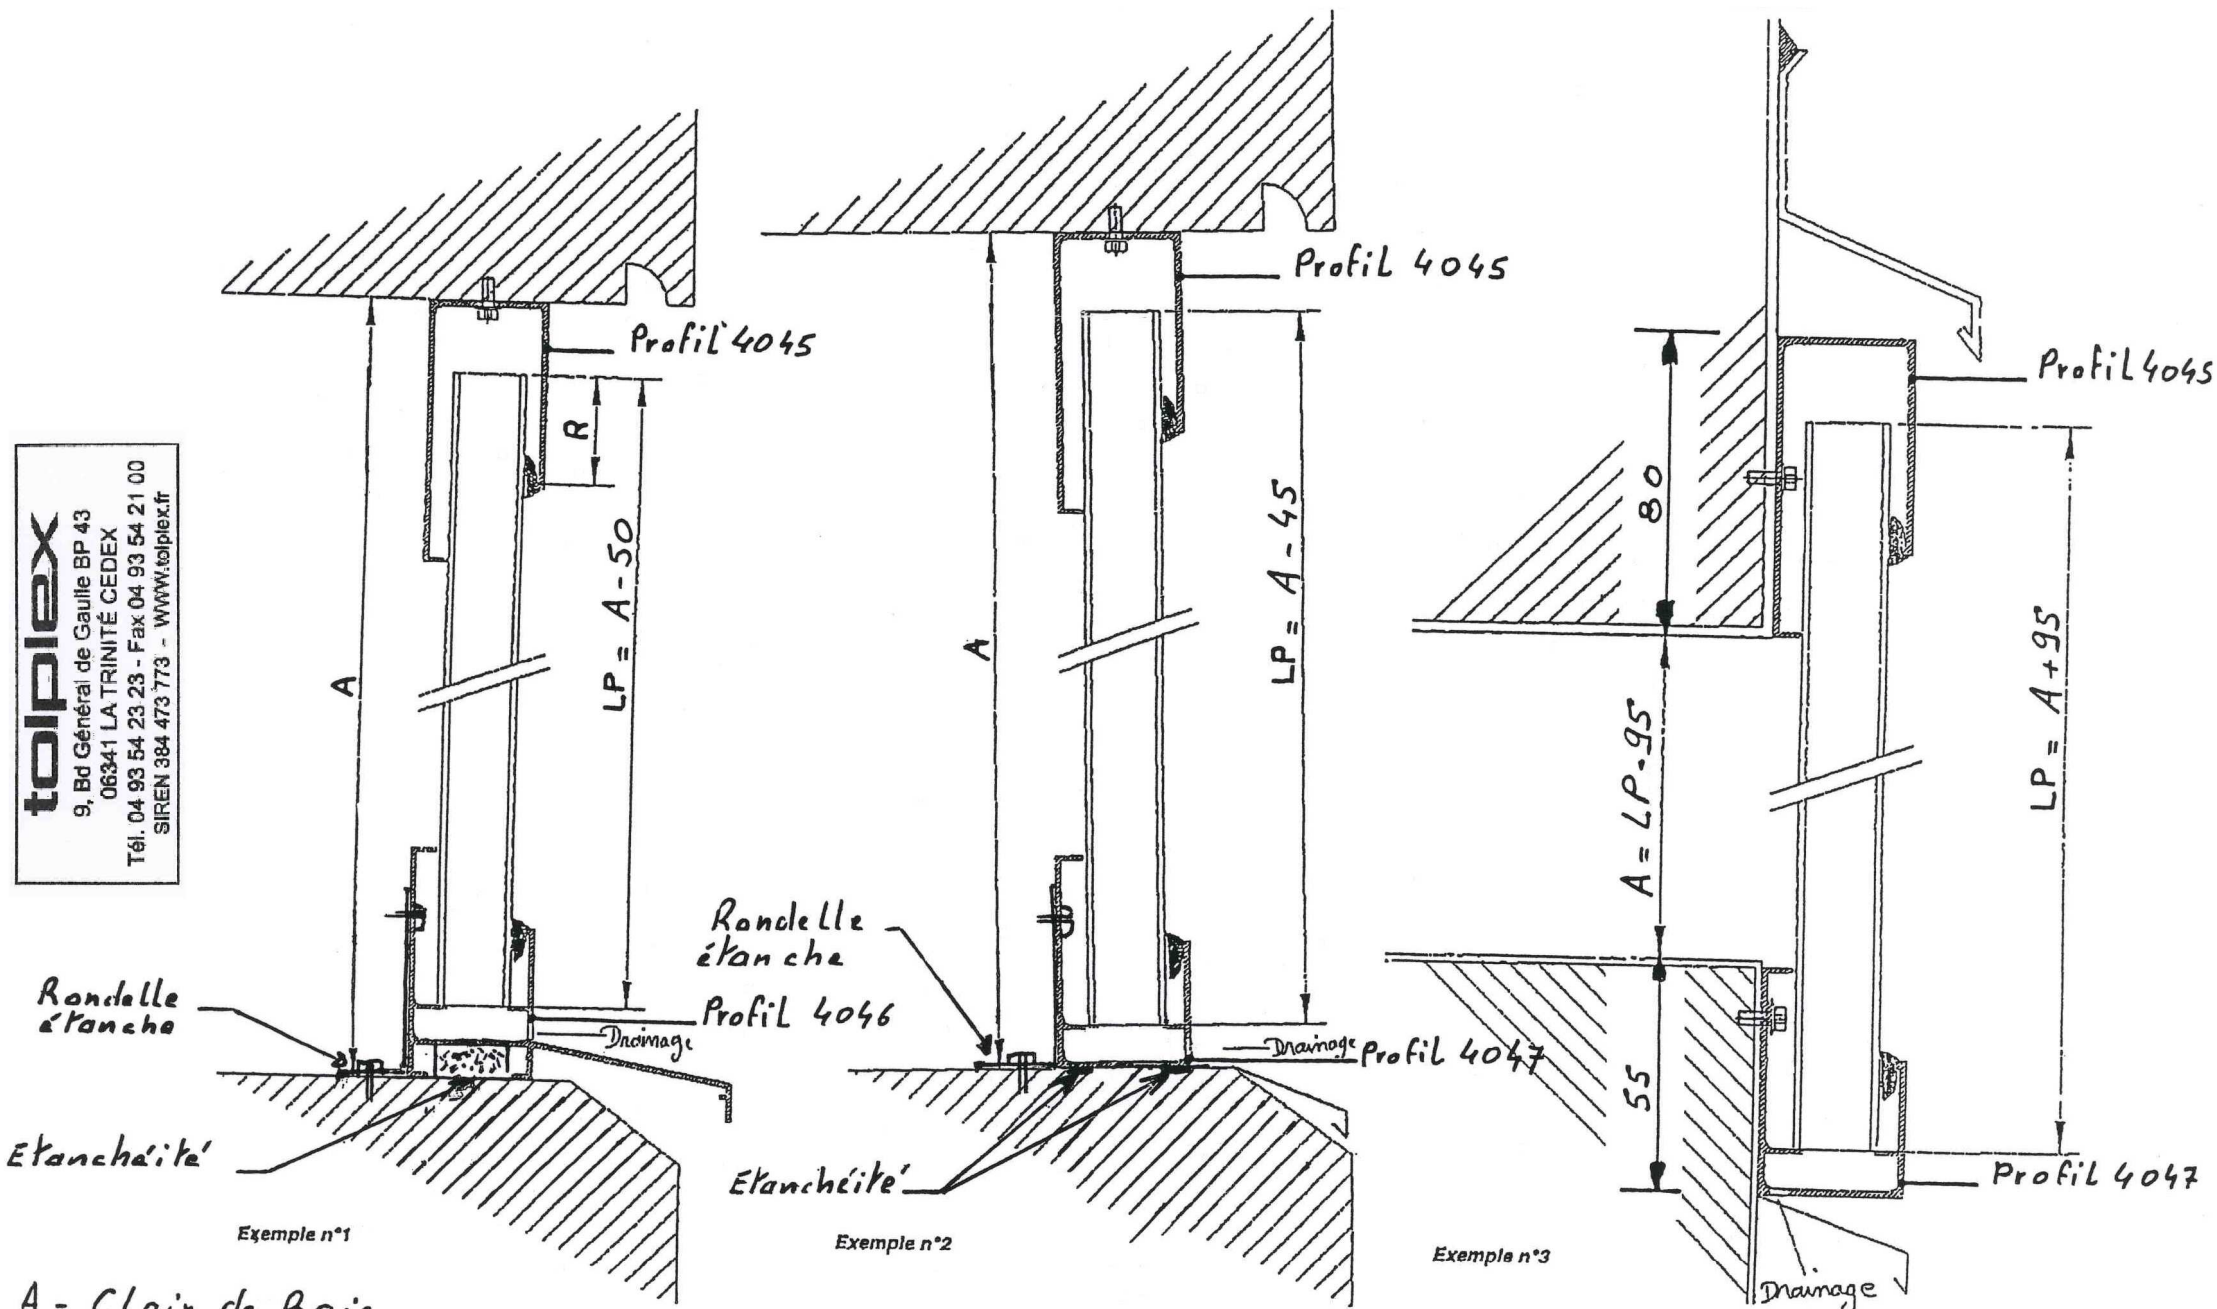 tolplex
9, Bd Général de Gaulle BP 43
06341 LA TRINITÉ CEDEX
Tél. 04 93 54 23 23 - Fax 04 93 54 21 00
SIREN 384 473 773 - WWW.tolplex.fr
Profil 4045
R
A
LP = A - 50
Rondelle
étanche
Profil 4046
Drainage
Etanchéité
Exemple n°1
Profil 4045
A
LP = A - 45
Rondelle
étanche
Drainage
Profil 4047
Etanchéité
Exemple n°2
Profil 4045
80
A = LP - 95
LP = A + 95
55
Profil 4047
Drainage
Exemple n°3
A = Clair de Baie